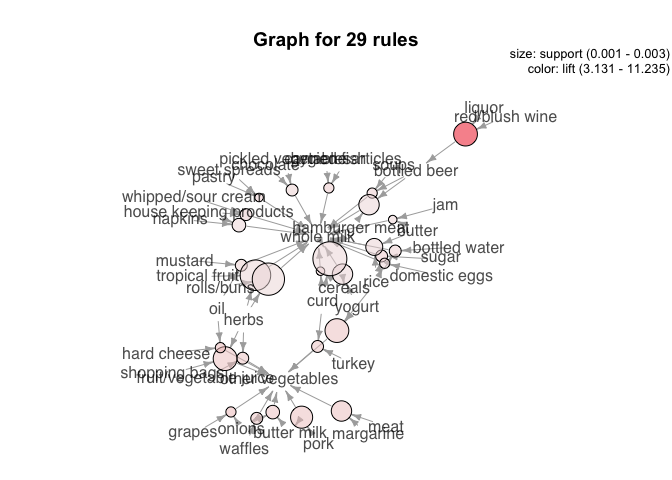 Graph for 29 rules
size: support (0.001 - 0.003)
color: lift (3.131 - 11.235)
liquor
red/blush wine
pickled vegetables
chocolate
soups
sweet spreads
bottled beer
pastry
whipped/sour cream
jam
house keeping products
napkins
hamburger meat
butter
whole milk
bottled water
sugar
mustard
tropical fruit
domestic eggs
rice
rolls/buns
cereals
curd
yogurt
oil
herbs
hard cheese
turkey
shopping bags
fruit/vegetable juice
other vegetables
grapes
onions
butter milk
meat
margarine
waffles
pork